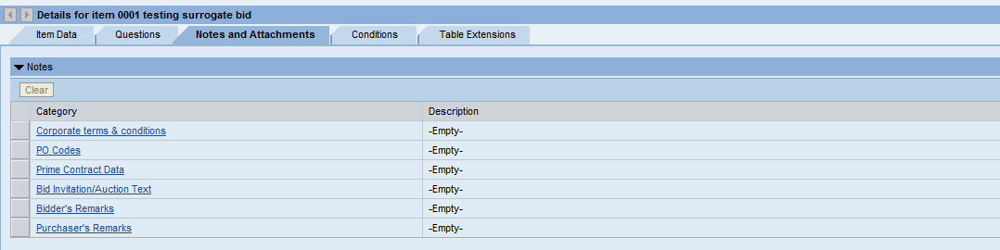 Details for item 0001 testing surrogate bid
Item Data Questions Notes and Attachments Conditions Table Extensions
Notes
Clear
Category Description
Corporate terms & conditions -Empty-
PO Codes -Empty-
Prime Contract Data -Empty-
Bid Invitation/Auction Text -Empty-
Bidder's Remarks -Empty-
Purchaser's Remarks -Empty-